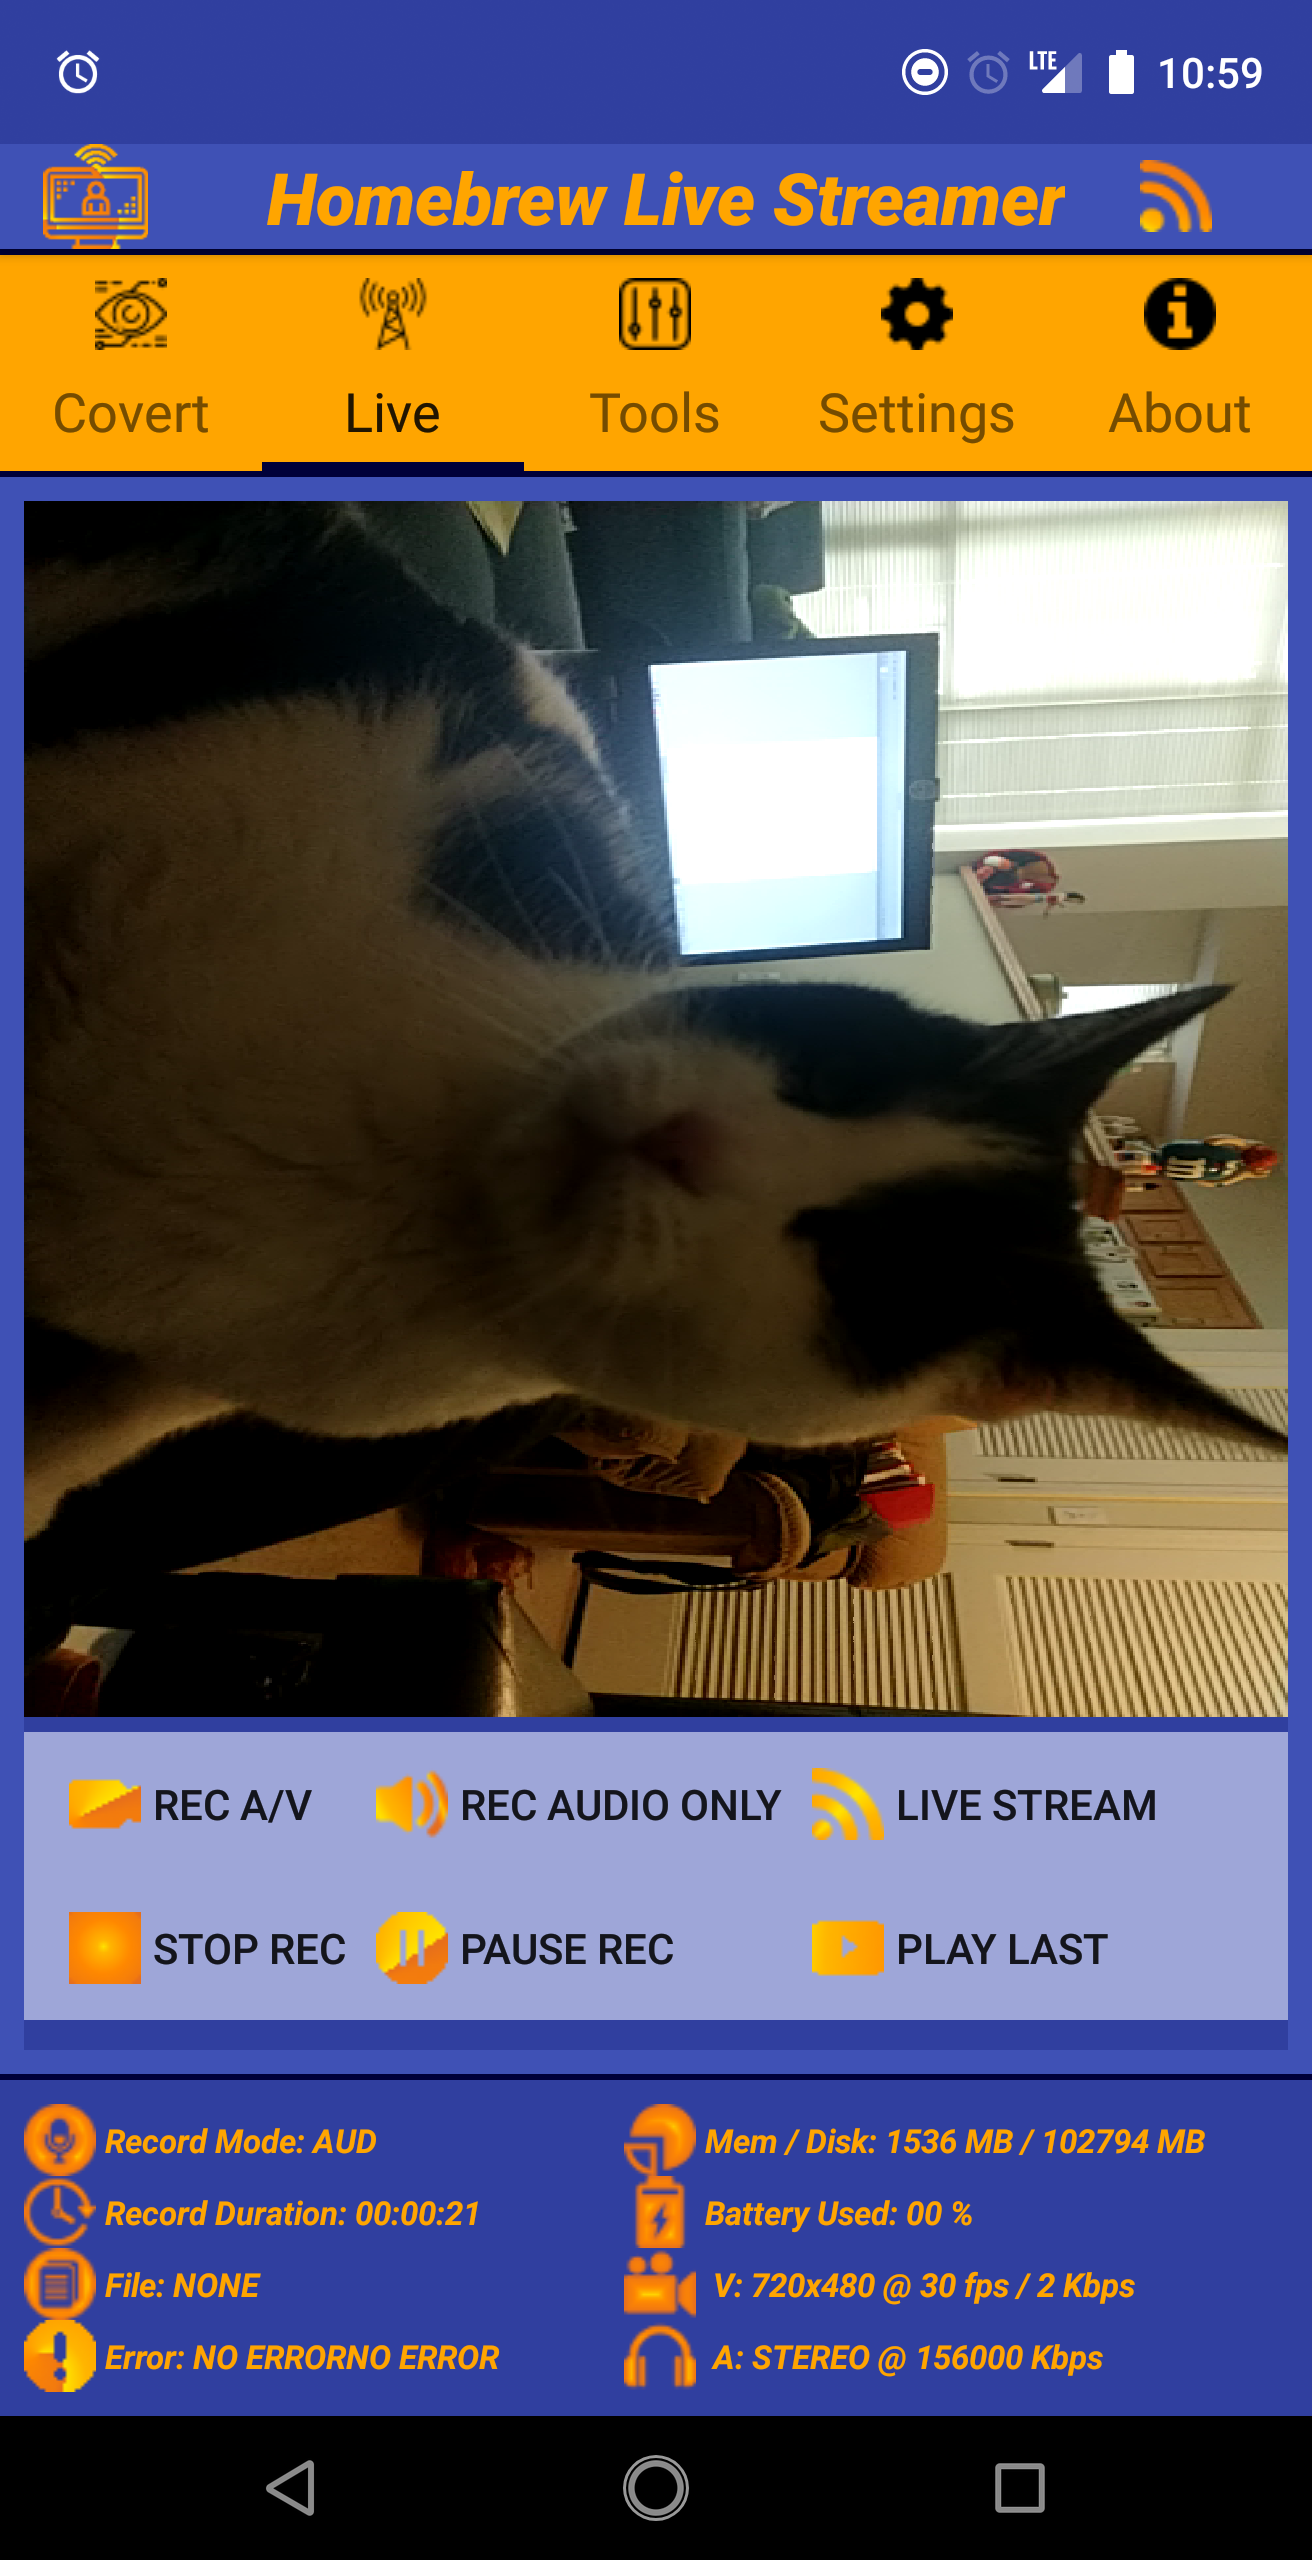 LTE 10:59
Homebrew Live Streamer
Covert Live Tools Settings About
REC A/V REC AUDIO ONLY LIVE STREAM
STOP REC PAUSE REC PLAY LAST
Record Mode: AUD Mem / Disk: 1536 MB / 102794 MB
Record Duration: 00:00:21 Battery Used: 00 %
File: NONE V: 720x480 @ 30 fps / 2 Kbps
Error: NO ERRORNO ERROR A: STEREO @ 156000 Kbps